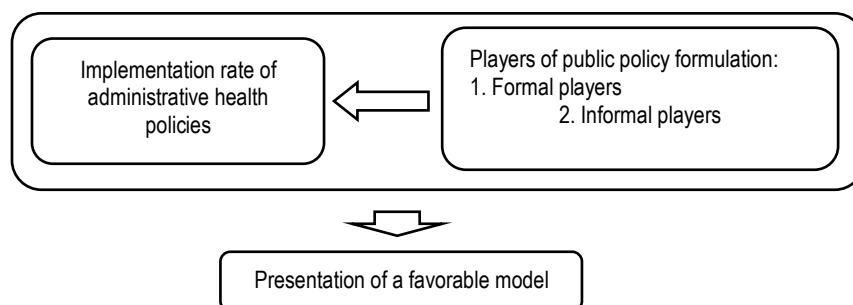 Implementation rate of
administrative health
policies
Players of public policy formulation:
1. Formal players
2. Informal players
Presentation of a favorable model